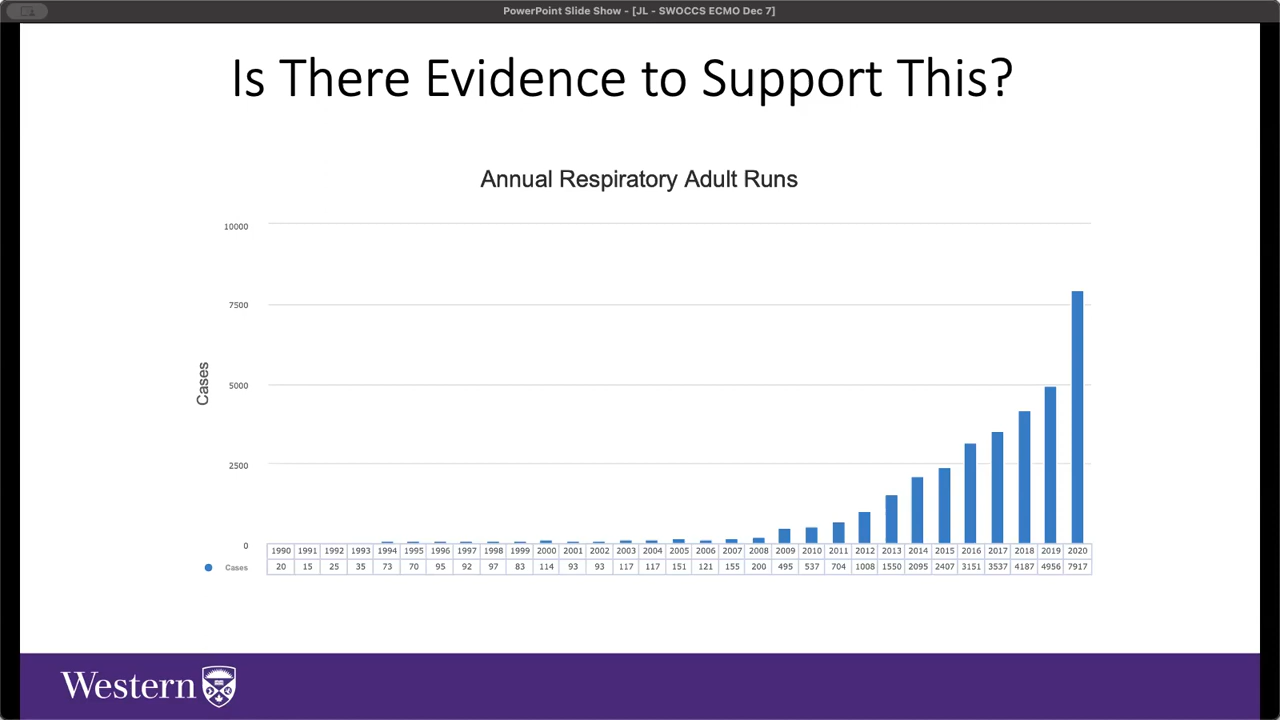 PowerPoint Slide Show - [JL - SWOCCS ECMO Dec 7]
Is There Evidence to Support This?
Annual Respiratory Adult Runs
10000
7500
5000
2500
0
Cases
1990 1991 1992 1993 1994 1995 1996 1997 1998 1999 2000 2001 2002 2003 2004 2005 2006 2007 2008 2009 2010 2011 2012 2013 2014 2015 2016 2017 2018 2019 2020
Cases 20 15 25 35 73 70 95 92 97 83 114 93 93 117 117 151 121 155 200 495 537 704 1008 1550 2095 2407 3151 3537 4187 4956 7917
Western